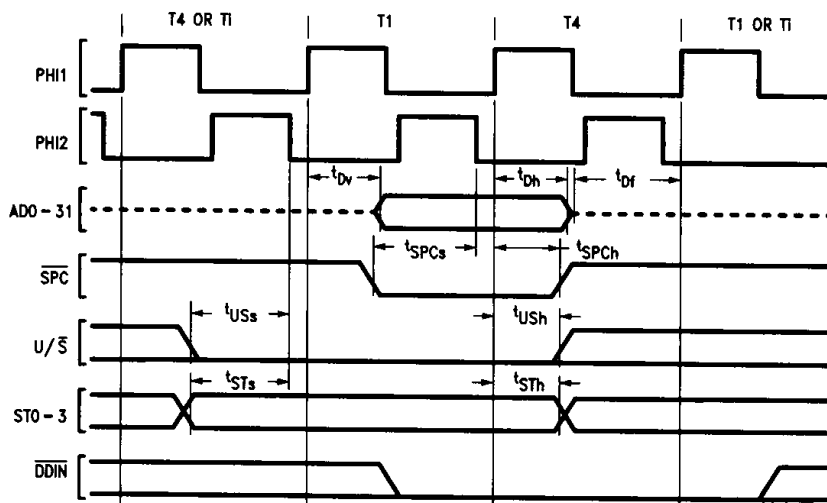 T4 OR Ti T1 T4 T1 OR Ti
PHI1
PHI2
tDv tDh tDf
AD0-31
tSPCs tSPCh
SPC
tUSs tUSh
U/S
tSTs tSTh
ST0-3
DDIN